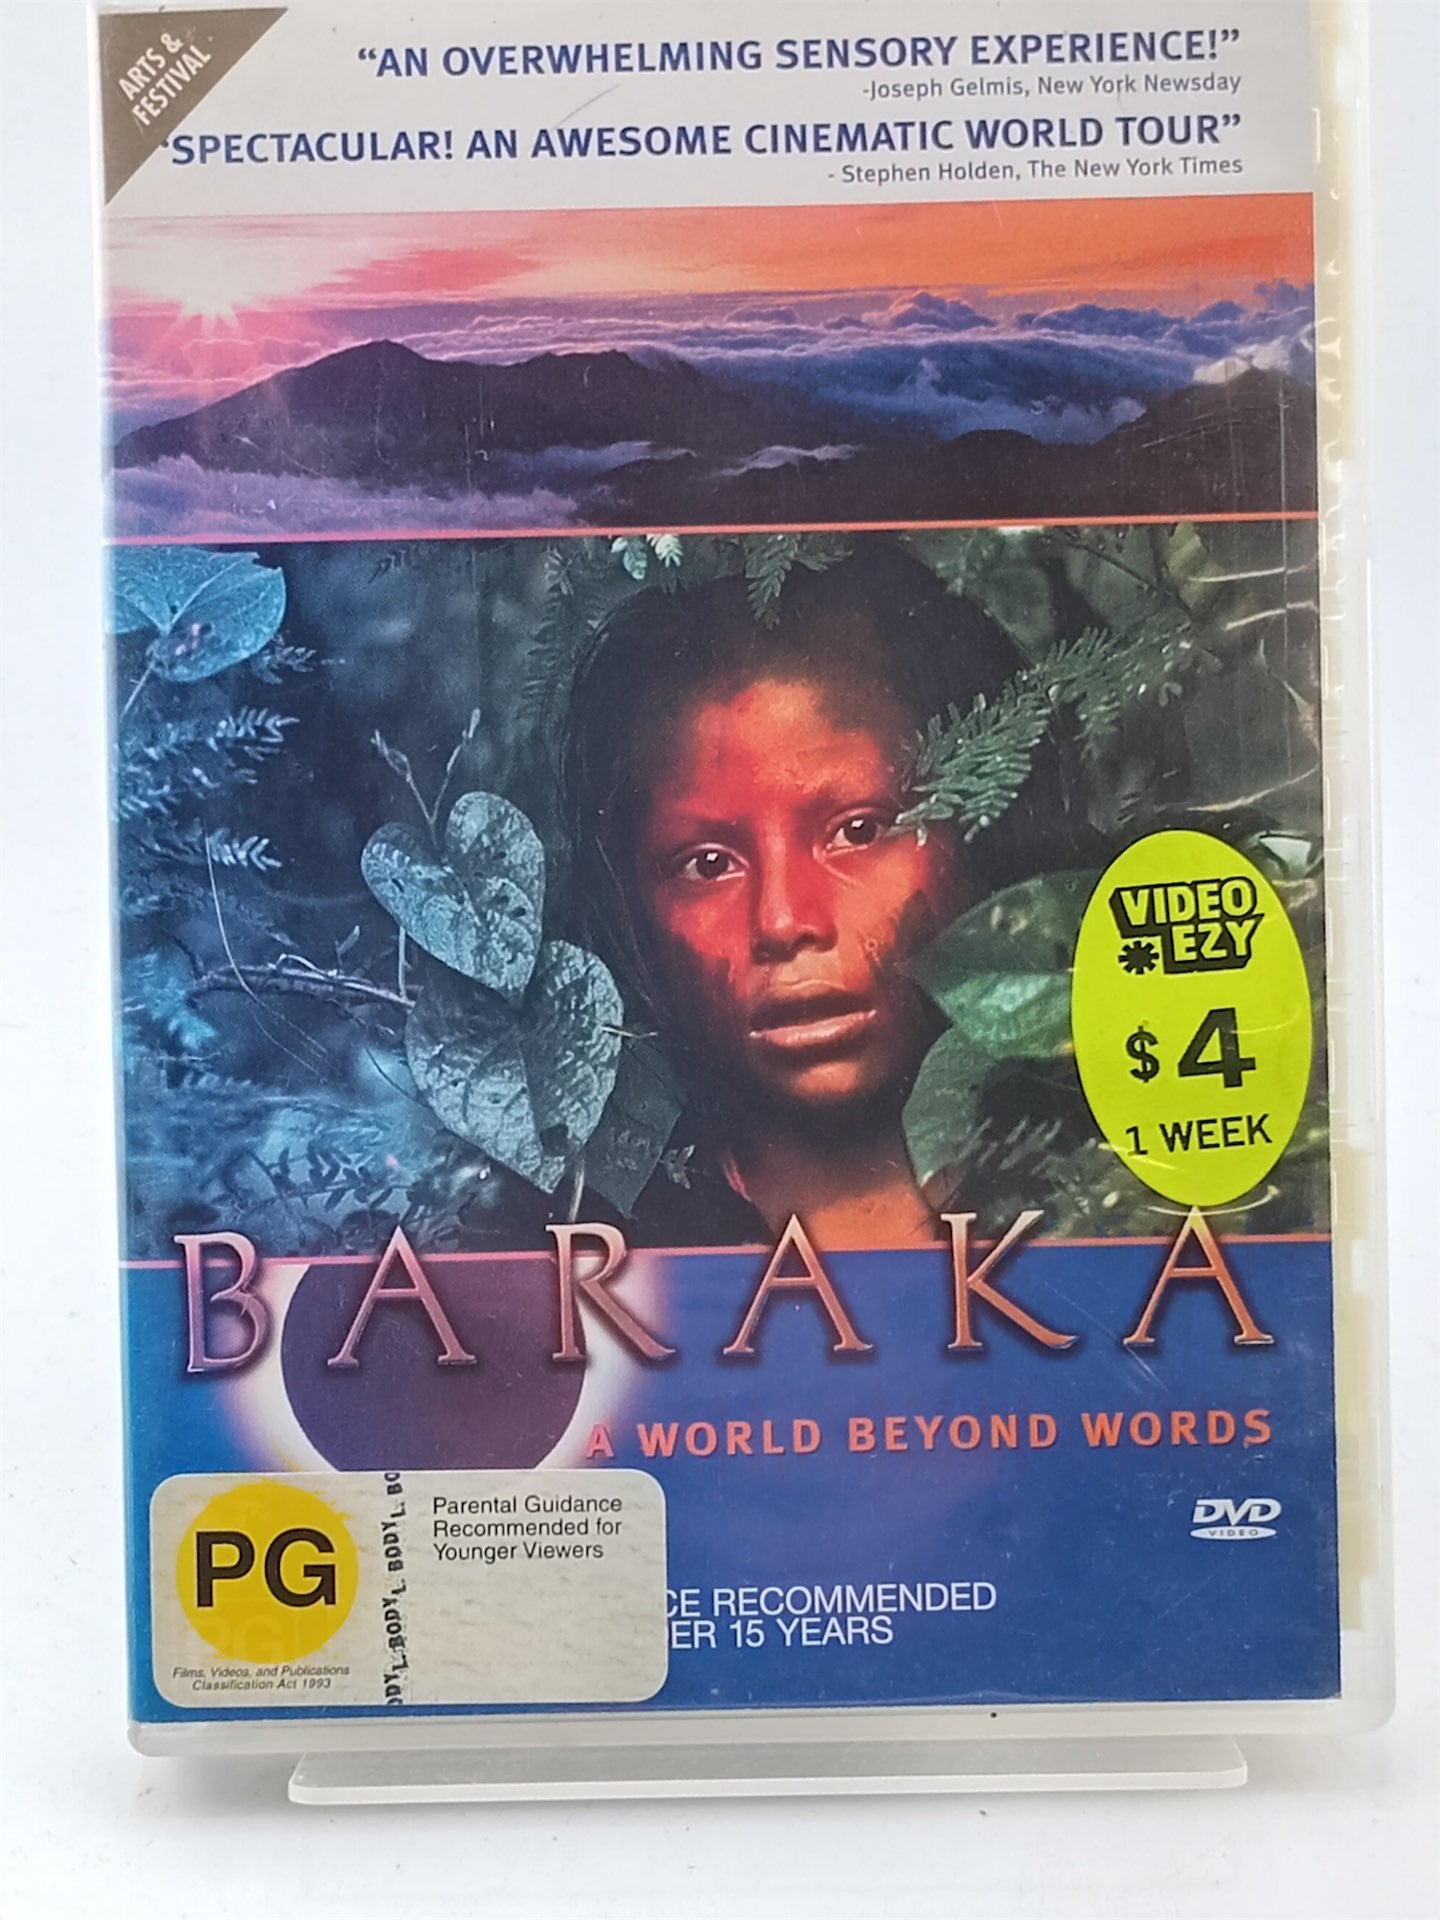 ARTS &
FESTIVAL
“AN OVERWHELMING SENSORY EXPERIENCE!”
-Joseph Gelmis, New York Newsday
“SPECTACULAR! AN AWESOME CINEMATIC WORLD TOUR”
- Stephen Holden, The New York Times
VIDEO
EZY
$4
1 WEEK
BARAKA
A WORLD BEYOND WORDS
DVD
VIDEO
PG
Films, Videos, and Publications
Classification Act 1993
Parental Guidance
Recommended for
Younger Viewers
CE RECOMMENDED
DER 15 YEARS